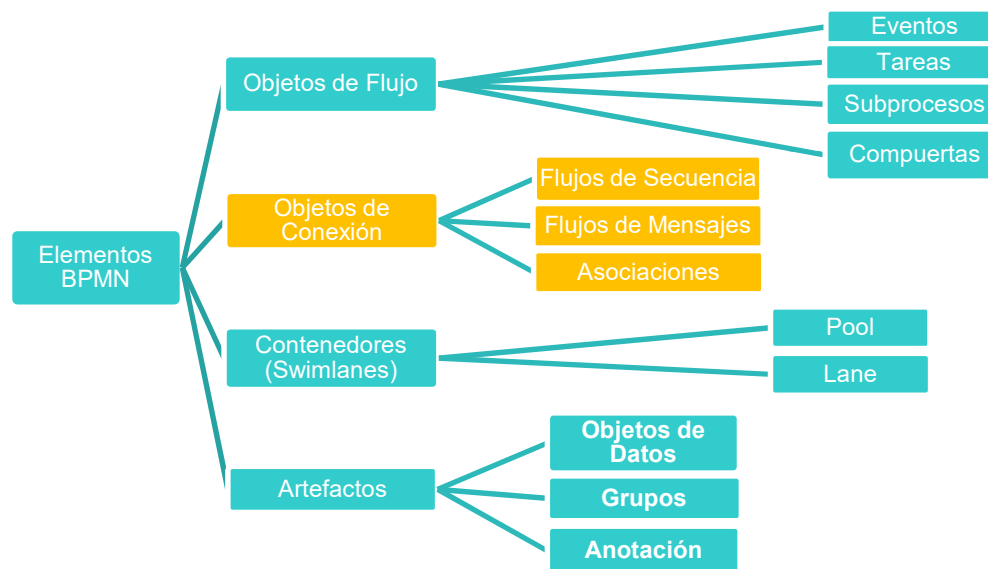 Elementos
BPMN
Objetos de Flujo
Eventos
Tareas
Subprocesos
Compuertas
Objetos de
Conexión
Flujos de Secuencia
Flujos de Mensajes
Asociaciones
Contenedores
(Swimlanes)
Pool
Lane
Artefactos
Objetos de
Datos
Grupos
Anotación